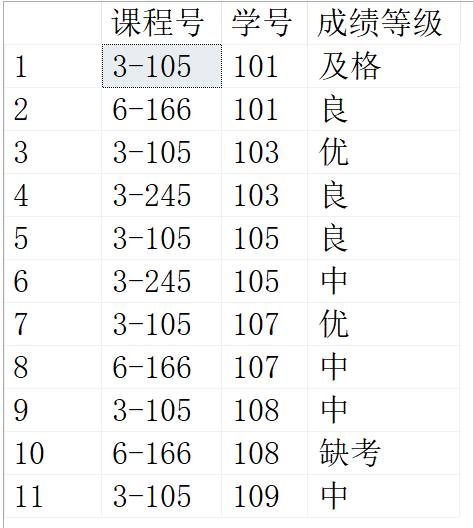 课程号 学号 成绩等级
1 3-105 101 及格
2 6-166 101 良
3 3-105 103 优
4 3-245 103 良
5 3-105 105 良
6 3-245 105 中
7 3-105 107 优
8 6-166 107 中
9 3-105 108 中
10 6-166 108 缺考
11 3-105 109 中